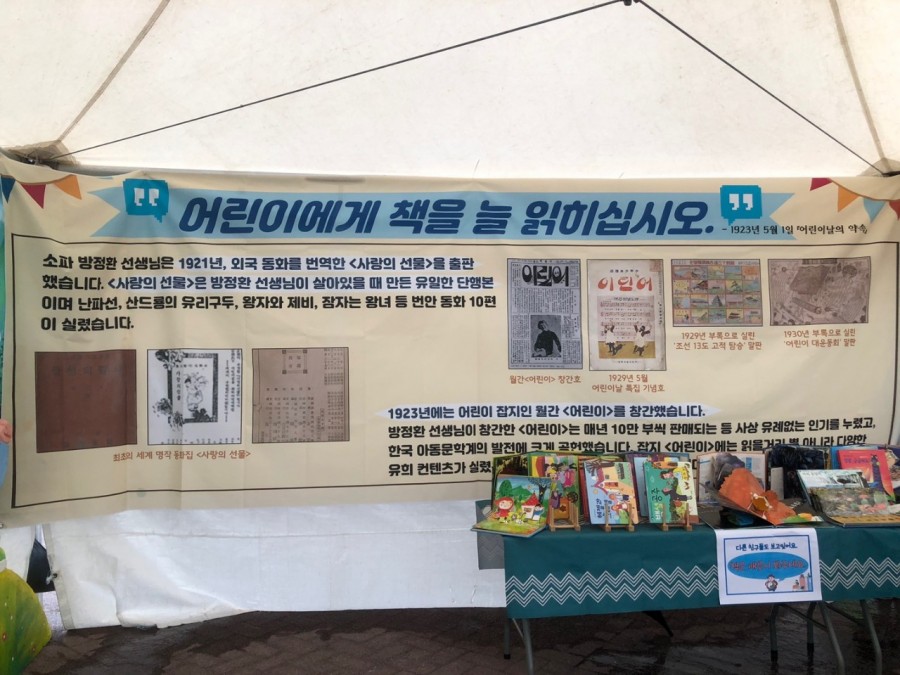 어린이에게 책을 늘 읽히십시오.
- 1923년 5월 1일 「어린이날의 약속」
소파 방정환 선생님은 1921년, 외국 동화를 번역한 <사랑의 선물>을 출판
했습니다. <사랑의 선물>은 방정환 선생님이 살아있을 때 만든 유일한 단행본
이며 난파선, 산드룡의 유리구두, 왕자와 제비, 잠자는 왕녀 등 번안 동화 10편
이 실렸습니다.
최초의 세계 명작 동화집 <사랑의 선물>
어린이
어린이
월간<어린이> 창간호
1929년 5월
어린이날 특집 기념호
1929년 부록으로 실린
'조선 13도 고적 탐승' 말판
1930년 부록으로 실린
'어린이 대운동회' 말판
1923년에는 어린이 잡지인 월간 <어린이>를 창간했습니다.
방정환 선생님이 창간한 <어린이>는 매년 10만 부씩 판매되는 등 사상 유례없는 인기를 누렸고,
한국 아동문학계의 발전에 크게 공헌했습니다. 잡지 <어린이>에는 읽을거리 뿐 아니라 다양한
유희 컨텐츠가 실렸
다른 친구들도 보고싶어요.